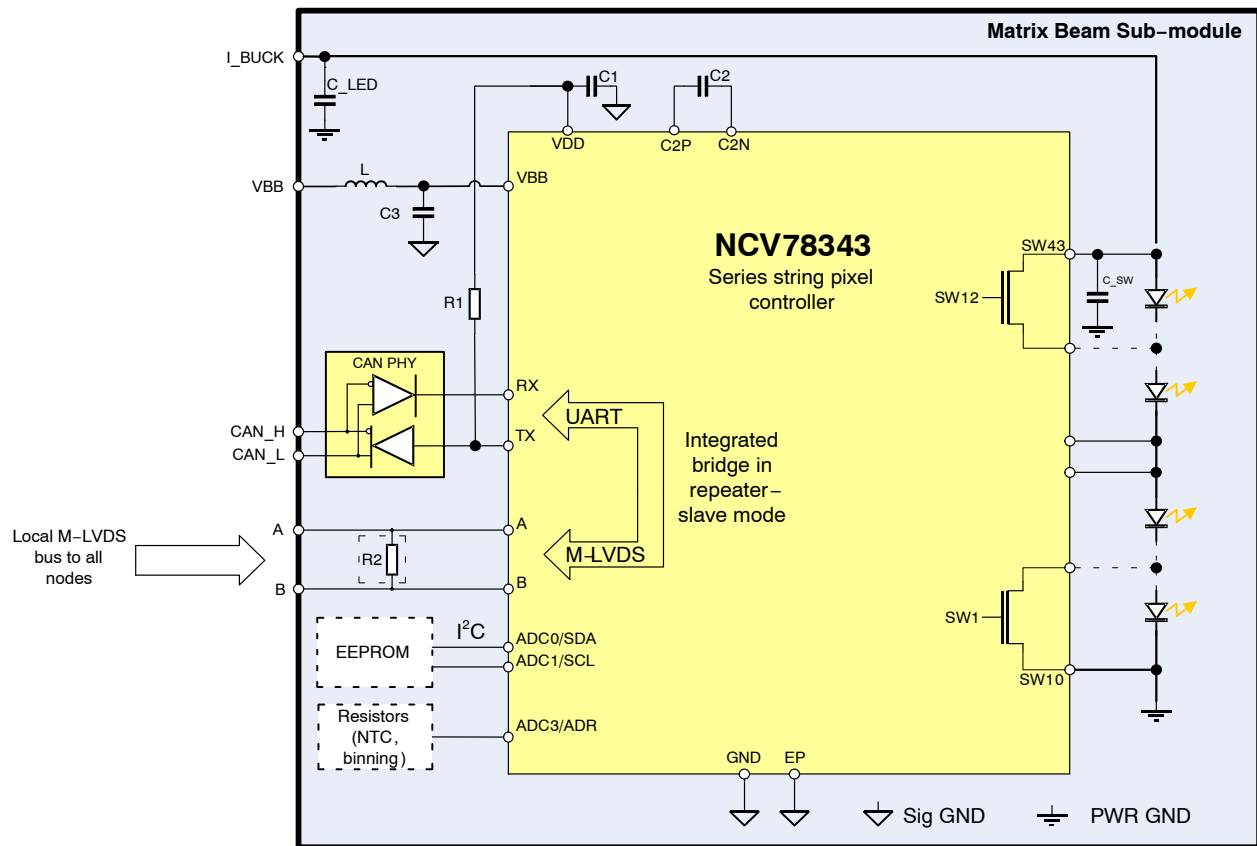 Matrix Beam Sub−module
I_BUCK
C_LED
C1
C2
VDD
C2P
C2N
L
VBB
VBB
C3
NCV78343
Series string pixel
controller
SW43
C_SW
SW12
R1
CAN PHY
RX
UART
TX
CAN_H
CAN_L
Integrated
bridge in
repeater−
slave mode
Local M−LVDS
bus to all
nodes
A
A
R2
M−LVDS
B
B
SW1
SW10
EEPROM
I²C
ADC0/SDA
ADC1/SCL
Resistors
(NTC,
binning)
ADC3/ADR
GND
EP
Sig GND
PWR GND